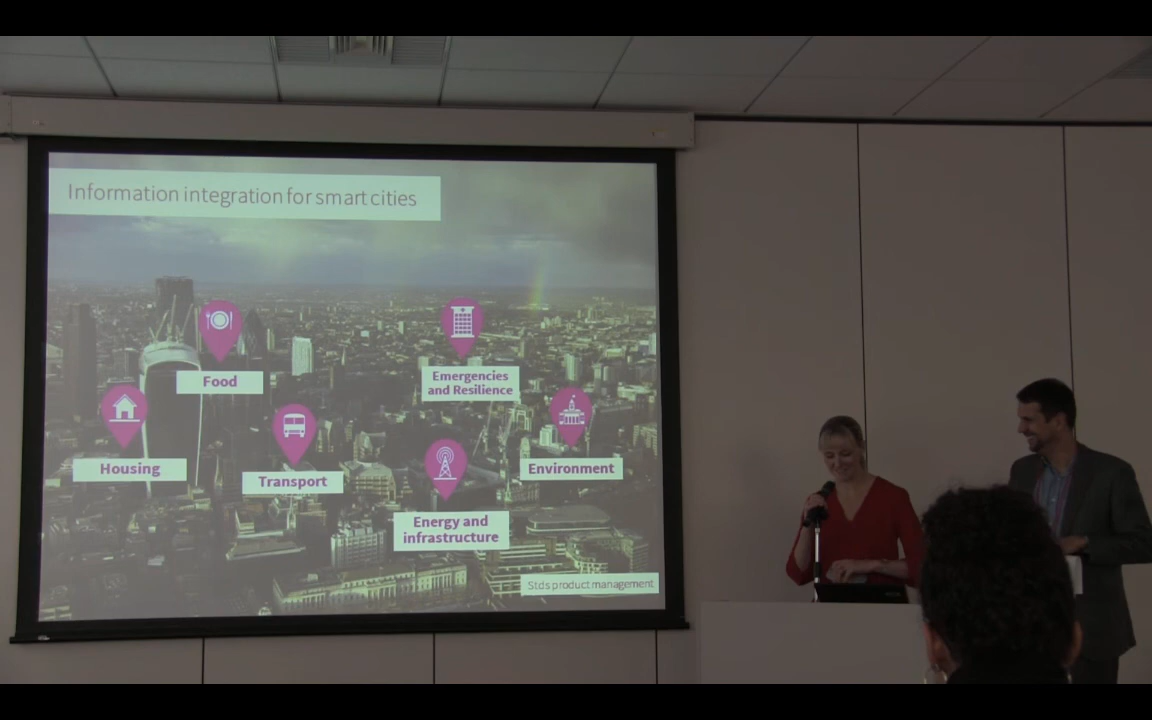 Information integration for smart cities
Food
Emergencies
and Resilience
Housing
Transport
Environment
Energy and
infrastructure
Stds product management